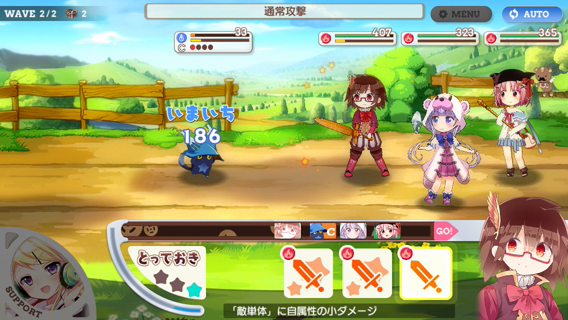 WAVE 2/2 2
通常攻撃
MENU
AUTO
33
C
407
323
365
いまいち
186
C
GO!
とっておき
SUPPORT
「敵単体」に自属性の小ダメージ